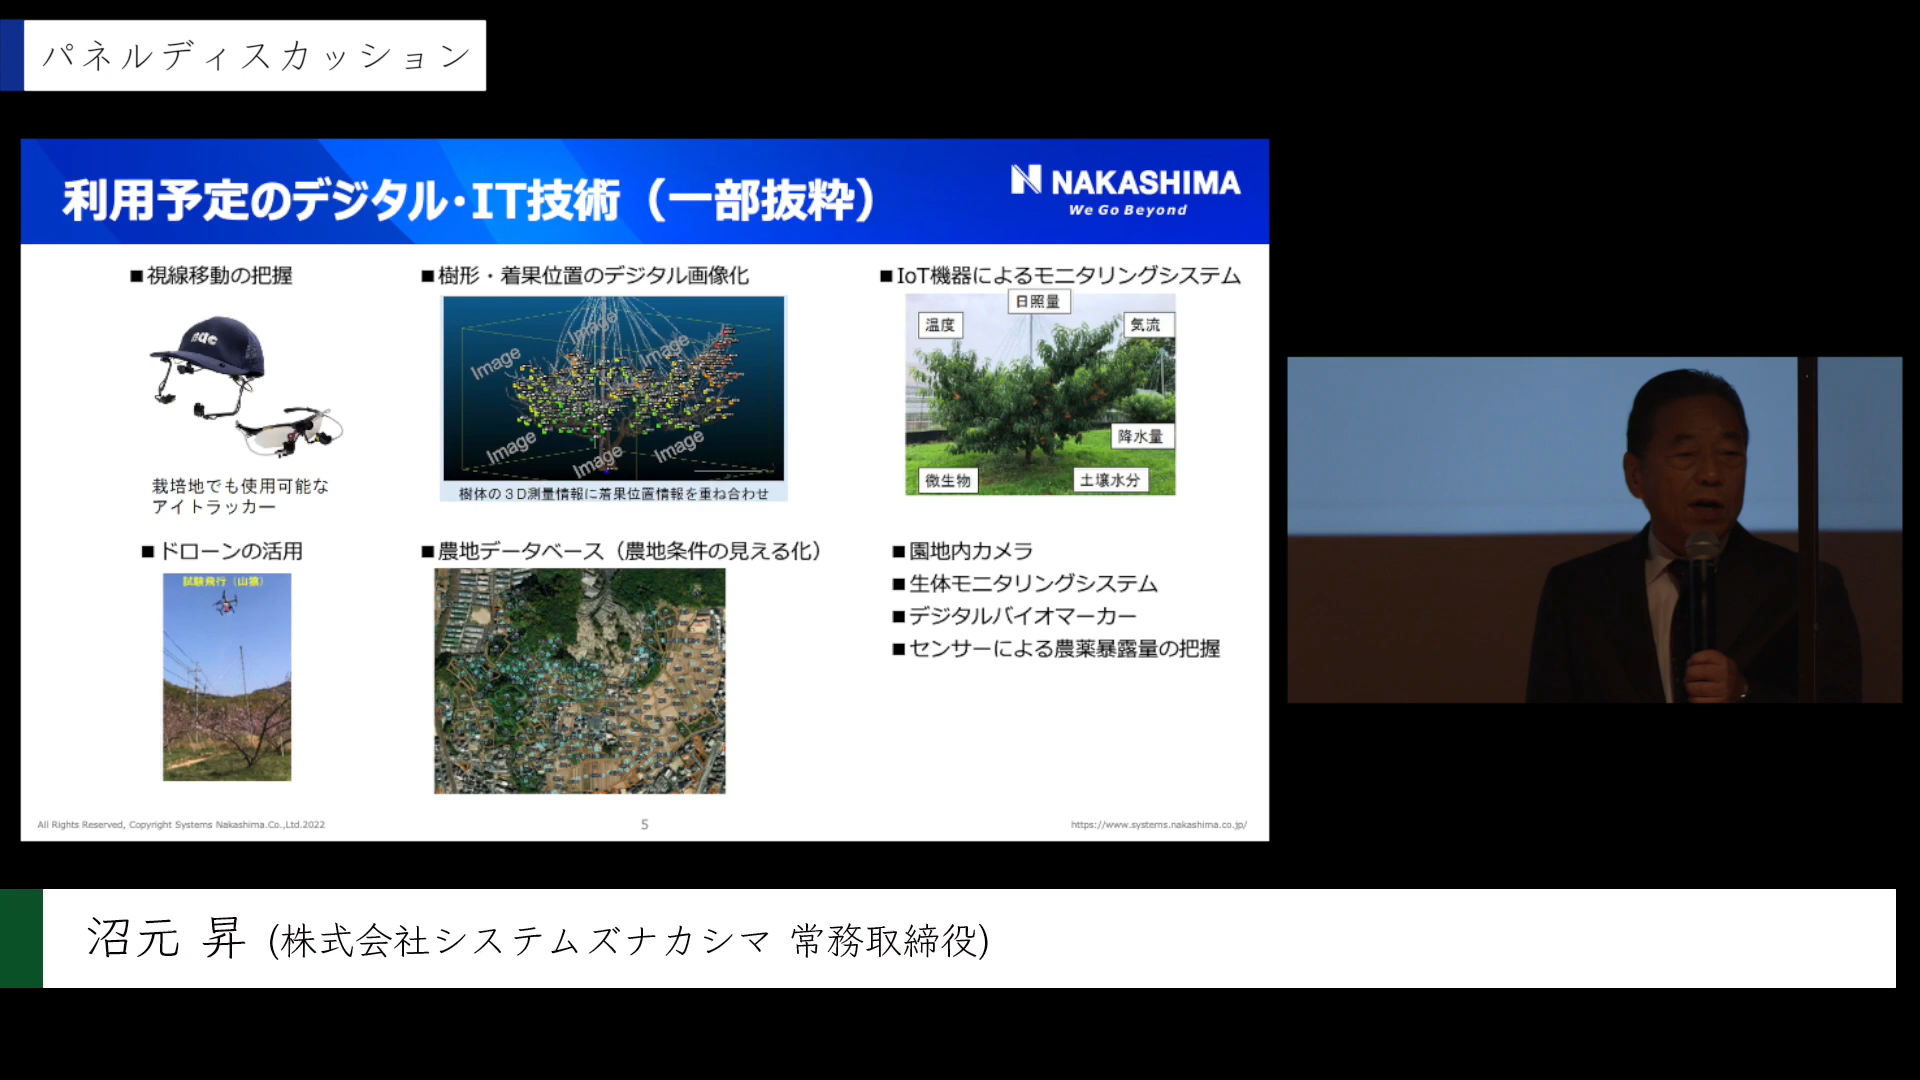 パネルディスカッション
利用予定のデジタル・IT技術（一部抜粋）
NAKASHIMA
We Go Beyond
■視線移動の把握
nac
栽培地でも使用可能な
アイトラッカー
■樹形・着果位置のデジタル画像化
Image
Image
Image
Image
Image
Image
樹体の３D測量情報に着果位置情報を重ね合わせ
■IoT機器によるモニタリングシステム
日照量
温度
気流
降水量
微生物
土壌水分
■ドローンの活用
試験飛行（山猿）
■農地データベース（農地条件の見える化）
■園地内カメラ
■生体モニタリングシステム
■デジタルバイオマーカー
■センサーによる農薬暴露量の把握
All Rights Reserved, Copyright Systems Nakashima.Co.,Ltd.2022
5
https://www.systems.nakashima.co.jp/
沼元 昇 (株式会社システムズナカシマ 常務取締役)